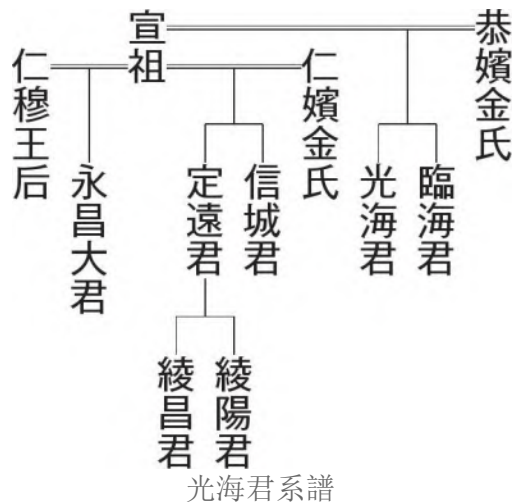 恭嬪金氏
宣祖
仁嬪金氏
仁穆王后
臨海君
光海君
信城君
定遠君
永昌大君
綾陽君
綾昌君
光海君系譜